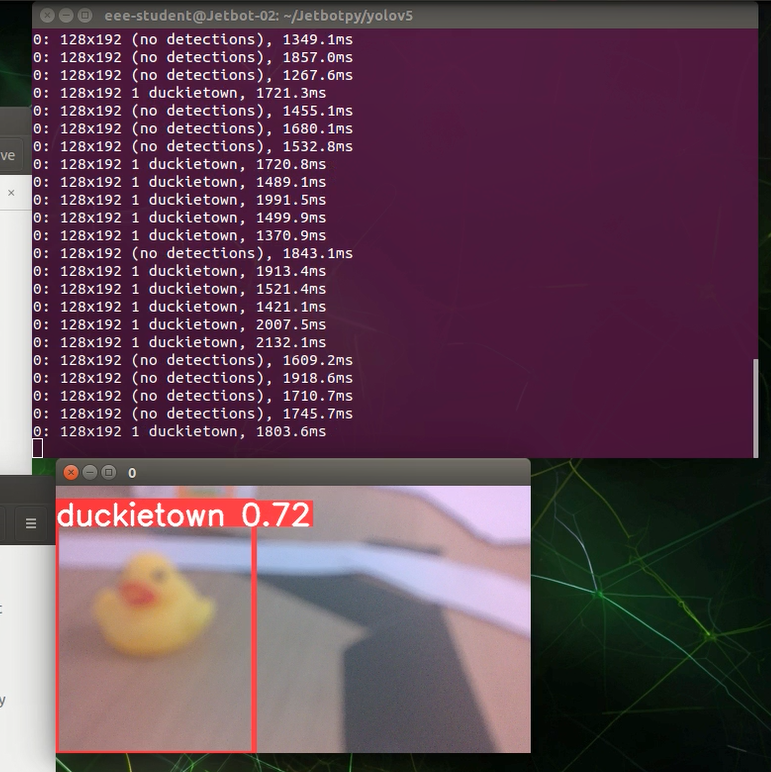 eee-student@Jetbot-02: ~/Jetbotpy/yolov5
0: 128x192 (no detections), 1349.1ms
0: 128x192 (no detections), 1857.0ms
0: 128x192 (no detections), 1267.6ms
0: 128x192 1 duckietown, 1721.3ms
0: 128x192 (no detections), 1455.1ms
0: 128x192 (no detections), 1680.1ms
0: 128x192 (no detections), 1532.8ms
0: 128x192 1 duckietown, 1720.8ms
0: 128x192 1 duckietown, 1489.1ms
0: 128x192 1 duckietown, 1991.5ms
0: 128x192 1 duckietown, 1499.9ms
0: 128x192 1 duckietown, 1370.9ms
0: 128x192 (no detections), 1843.1ms
0: 128x192 1 duckietown, 1913.4ms
0: 128x192 1 duckietown, 1521.4ms
0: 128x192 1 duckietown, 1421.1ms
0: 128x192 1 duckietown, 2007.5ms
0: 128x192 1 duckietown, 2132.1ms
0: 128x192 (no detections), 1609.2ms
0: 128x192 (no detections), 1918.6ms
0: 128x192 (no detections), 1710.7ms
0: 128x192 (no detections), 1745.7ms
0: 128x192 1 duckietown, 1803.6ms
ve
0
duckietown 0.72
y